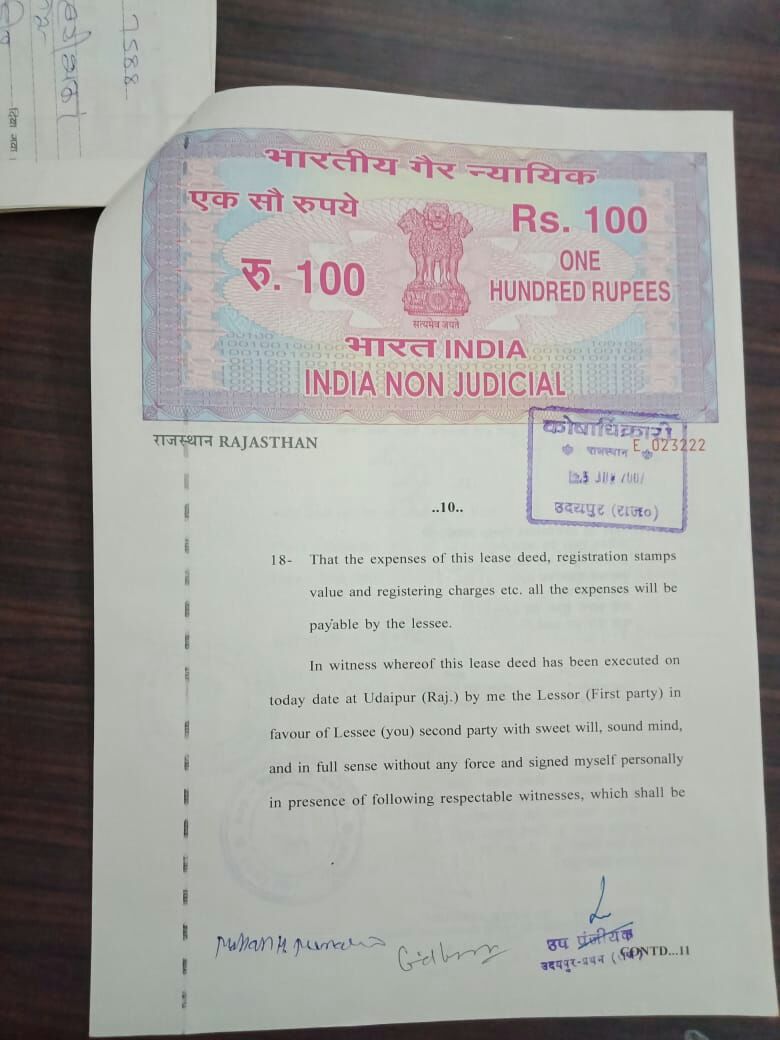 7588
दिया गया।
भारतीय गैर न्यायिक
एक सौ रुपये
Rs. 100
रु. 100
ONE
HUNDRED RUPEES
सत्यमेव जयते
भारत INDIA
INDIA NON JUDICIAL
राजस्थान RAJASTHAN
कोषाधिकारी
राजस्थान
E 023222
उदयपुर (राज०)
..10..
18- That the expenses of this lease deed, registration stamps
value and registering charges etc. all the expenses will be
payable by the lessee.
In witness whereof this lease deed has been executed on
today date at Udaipur (Raj.) by me the Lessor (First party) in
favour of Lessee (you) second party with sweet will, sound mind,
and in full sense without any force and signed myself personally
in presence of following respectable witnesses, which shall be
उप पंजीयक
CONTD...11